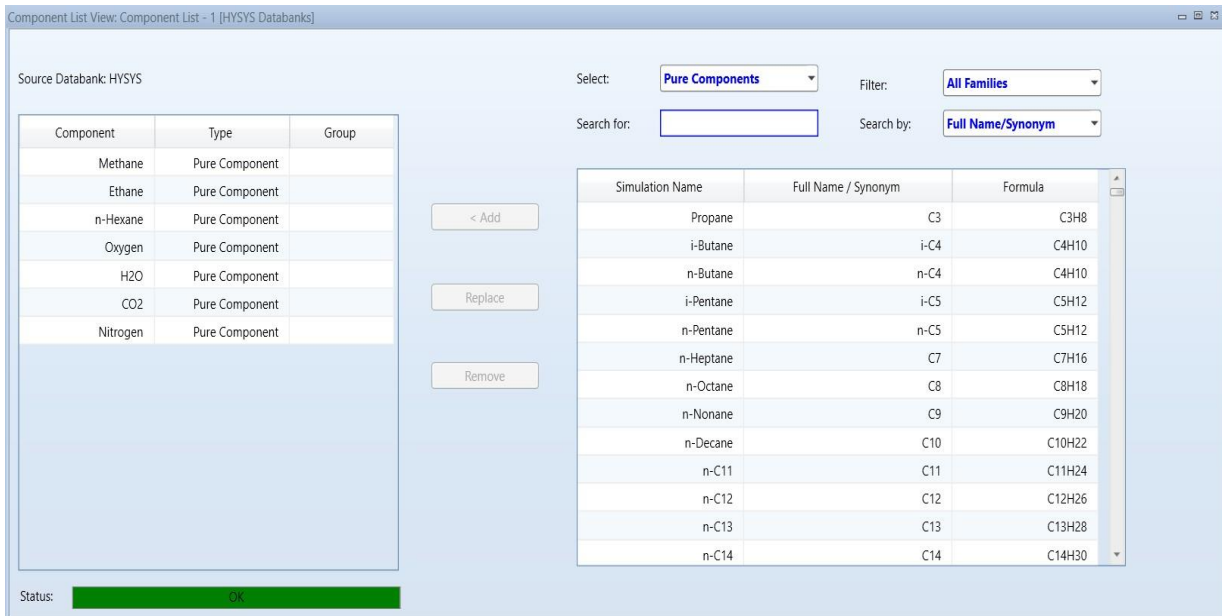 Component List View: Component List - 1 [HYSYS Databanks]
Source Databank: HYSYS
Select: Pure Components Filter: All Families
Search for: Search by: Full Name/Synonym
Component Type Group
Methane Pure Component
Ethane Pure Component
n-Hexane Pure Component
Oxygen Pure Component
H2O Pure Component
CO2 Pure Component
Nitrogen Pure Component
< Add
Replace
Remove
Simulation Name Full Name / Synonym Formula
Propane C3 C3H8
i-Butane i-C4 C4H10
n-Butane n-C4 C4H10
i-Pentane i-C5 C5H12
n-Pentane n-C5 C5H12
n-Heptane C7 C7H16
n-Octane C8 C8H18
n-Nonane C9 C9H20
n-Decane C10 C10H22
n-C11 C11 C11H24
n-C12 C12 C12H26
n-C13 C13 C13H28
n-C14 C14 C14H30
Status: OK